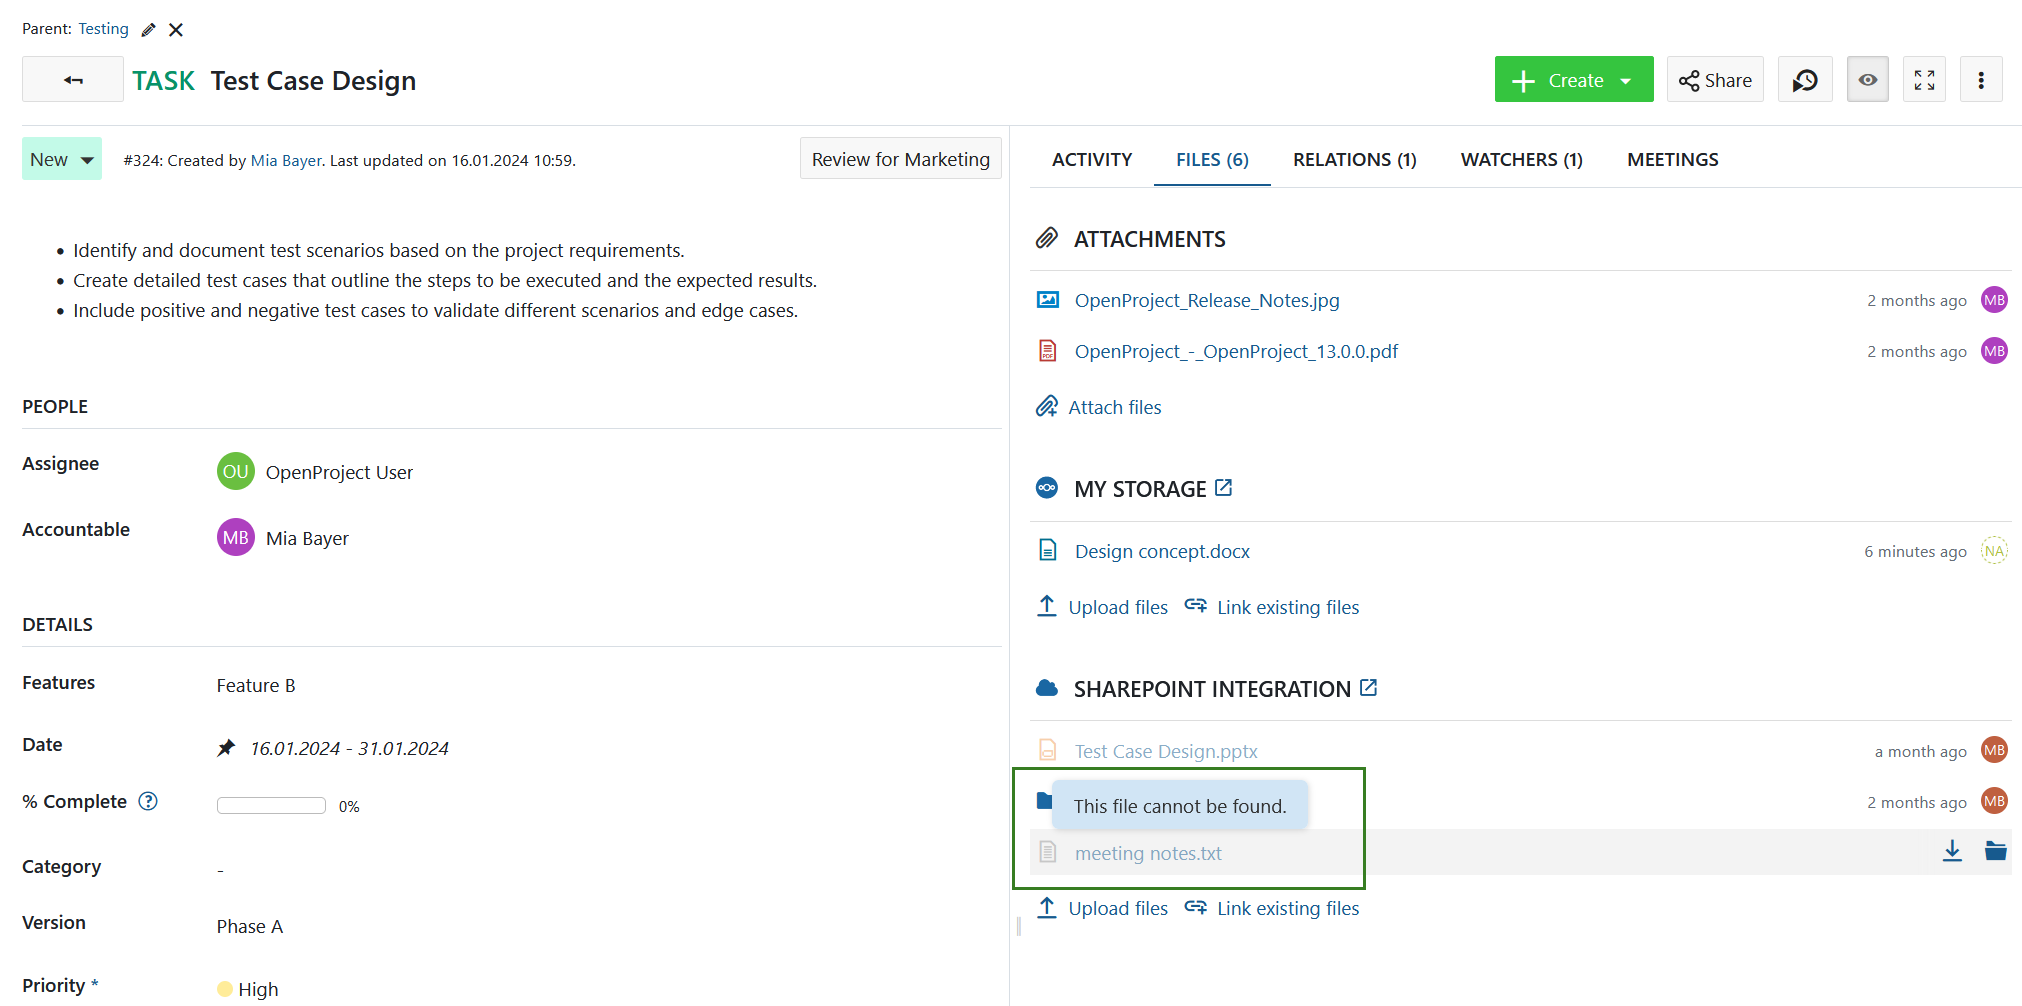 Parent: Testing
TASK Test Case Design
Create
Share
New
#324: Created by Mia Bayer. Last updated on 16.01.2024 10:59.
Review for Marketing
• Identify and document test scenarios based on the project requirements.
• Create detailed test cases that outline the steps to be executed and the expected results.
• Include positive and negative test cases to validate different scenarios and edge cases.
PEOPLE
Assignee
OU OpenProject User
Accountable
MB Mia Bayer
DETAILS
Features
Feature B
Date
16.01.2024 - 31.01.2024
% Complete ?
0%
Category
-
Version
Phase A
Priority *
High
ACTIVITY
FILES (6)
RELATIONS (1)
WATCHERS (1)
MEETINGS
ATTACHMENTS
OpenProject_Release_Notes.jpg
2 months ago MB
PDF
OpenProject_-_OpenProject_13.0.0.pdf
2 months ago MB
Attach files
MY STORAGE
Design concept.docx
6 minutes ago NA
Upload files
Link existing files
SHAREPOINT INTEGRATION
Test Case Design.pptx
a month ago MB
This file cannot be found.
2 months ago MB
meeting notes.txt
Upload files
Link existing files